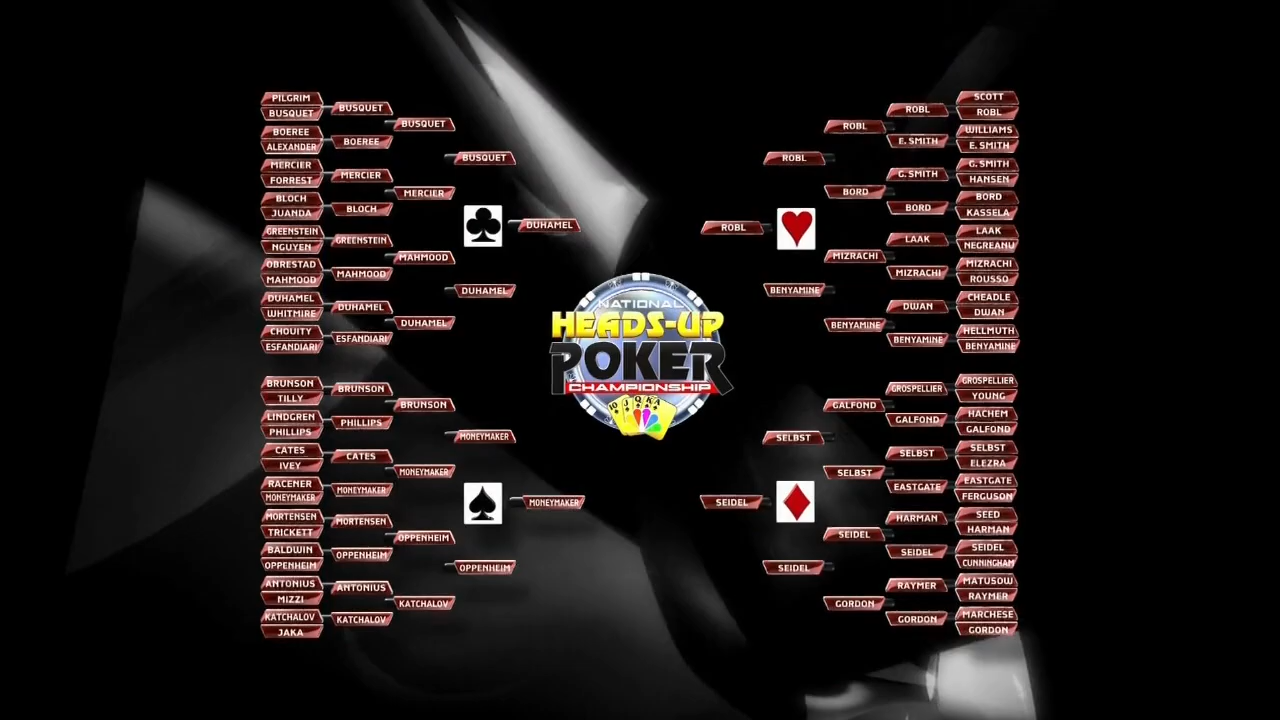 PILGRIM
BUSQUET
BOEREE
ALEXANDER
MERCIER
FORREST
BLOCH
JUANDA
GREENSTEIN
NGUYEN
OBRESTAD
MAHMOOD
DUHAMEL
WHITMIRE
CHOUITY
ESFANDIARI
BUSQUET
BOEREE
MERCIER
BLOCH
GREENSTEIN
MAHMOOD
DUHAMEL
ESFANDIARI
BUSQUET
MERCIER
MAHMOOD
DUHAMEL
BUSQUET
DUHAMEL
DUHAMEL
BRUNSON
TILLY
LINDGREN
PHILLIPS
CATES
IVEY
RACENER
MONEYMAKER
MORTENSEN
TRICKETT
BALDWIN
OPPENHEIM
ANTONIUS
MIZZI
KATCHALOV
JAKA
BRUNSON
PHILLIPS
CATES
MONEYMAKER
MORTENSEN
OPPENHEIM
ANTONIUS
KATCHALOV
BRUNSON
MONEYMAKER
OPPENHEIM
KATCHALOV
MONEYMAKER
OPPENHEIM
MONEYMAKER
NATIONAL
HEADS-UP
POKER
CHAMPIONSHIP
10 J Q K A
ROBL
ROBL
BENYAMINE
ROBL
BORD
MIZRACHI
BENYAMINE
ROBL
E. SMITH
G. SMITH
BORD
LAAK
MIZRACHI
DWAN
BENYAMINE
SCOTT
ROBL
WILLIAMS
E. SMITH
G. SMITH
HANSEN
BORD
KASSELA
LAAK
NEGREANU
MIZRACHI
ROUSSO
CHEADLE
DWAN
HELLMUTH
BENYAMINE
SEIDEL
SELBST
SEIDEL
GALFOND
SELBST
SEIDEL
GORDON
GROSPELLIER
GALFOND
SELBST
EASTGATE
HARMAN
SEIDEL
RAYMER
GORDON
GROSPELLIER
YOUNG
HACHEM
GALFOND
SELBST
ELEZRA
EASTGATE
FERGUSON
SEED
HARMAN
SEIDEL
CUNNINGHAM
MATUSOW
RAYMER
MARCHESE
GORDON